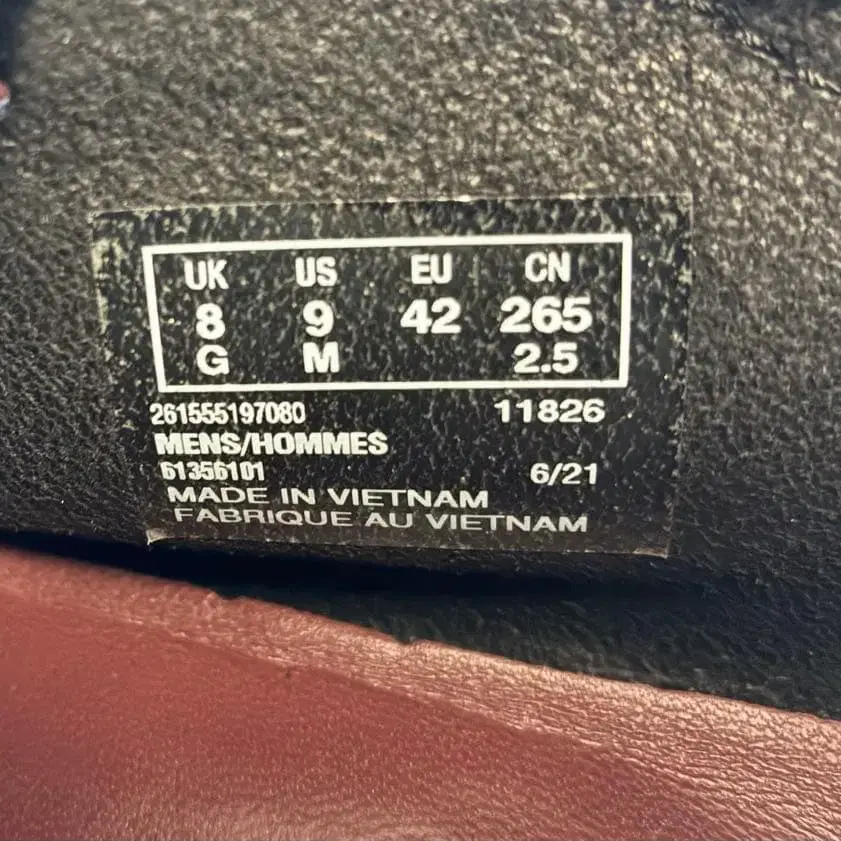 UK US EU CN
8 9 42 265
G M 2.5
261555197080 11826
MENS/HOMMES
61356101 6/21
MADE IN VIETNAM
FABRIQUE AU VIETNAM